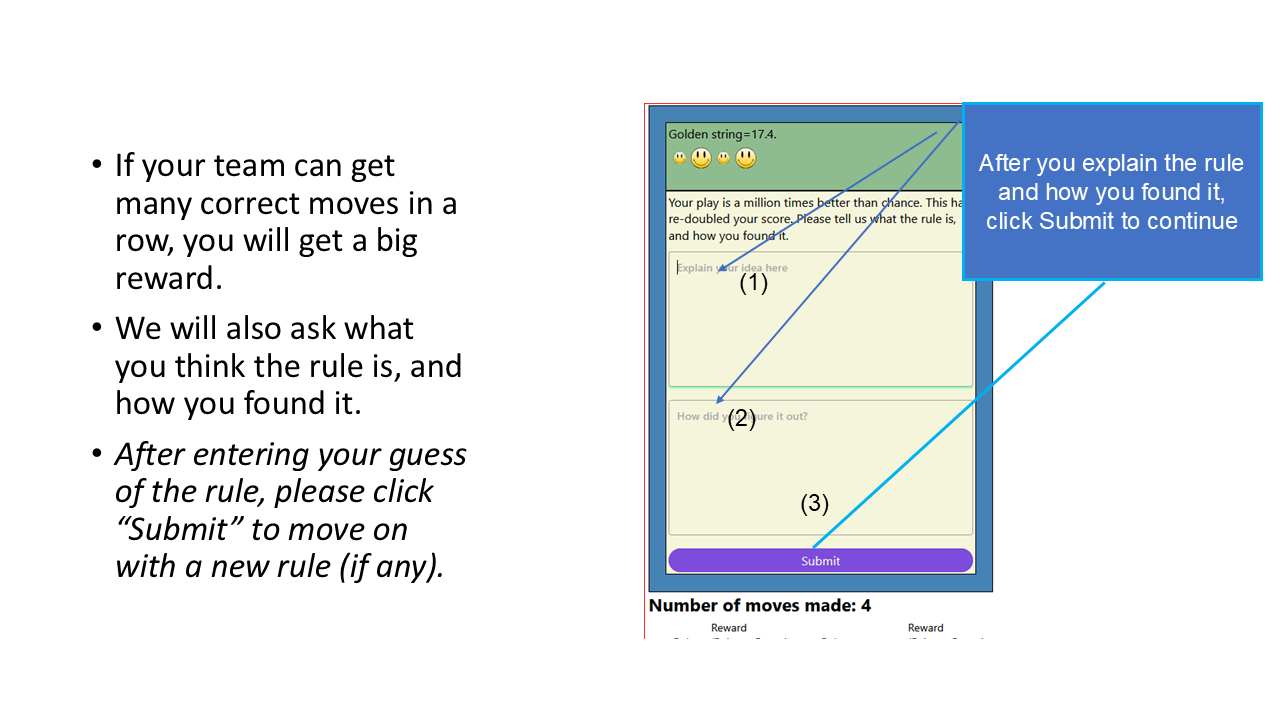 • If your team can get
many correct moves in a
row, you will get a big
reward.
• We will also ask what
you think the rule is, and
how you found it.
• After entering your guess
of the rule, please click
“Submit” to move on
with a new rule (if any).
Golden string=17.4.
Your play is a million times better than chance. This ha
re-doubled your score. Please tell us what the rule is,
and how you found it.
Explain your idea here
(1)
How did you figure it out?
(2)
(3)
Submit
After you explain the rule
and how you found it,
click Submit to continue
Number of moves made: 4
Reward Reward